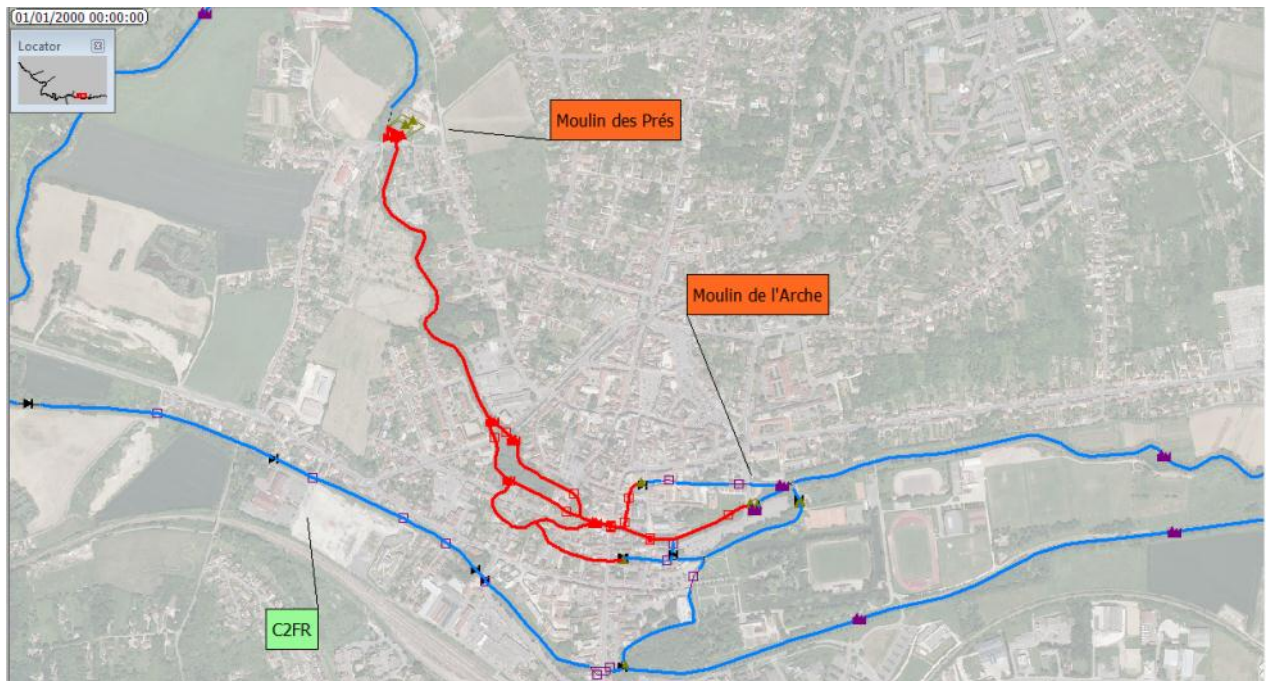 01/01/2000 00:00:00
Locator
Moulin des Prés
Moulin de l'Arche
C2FR